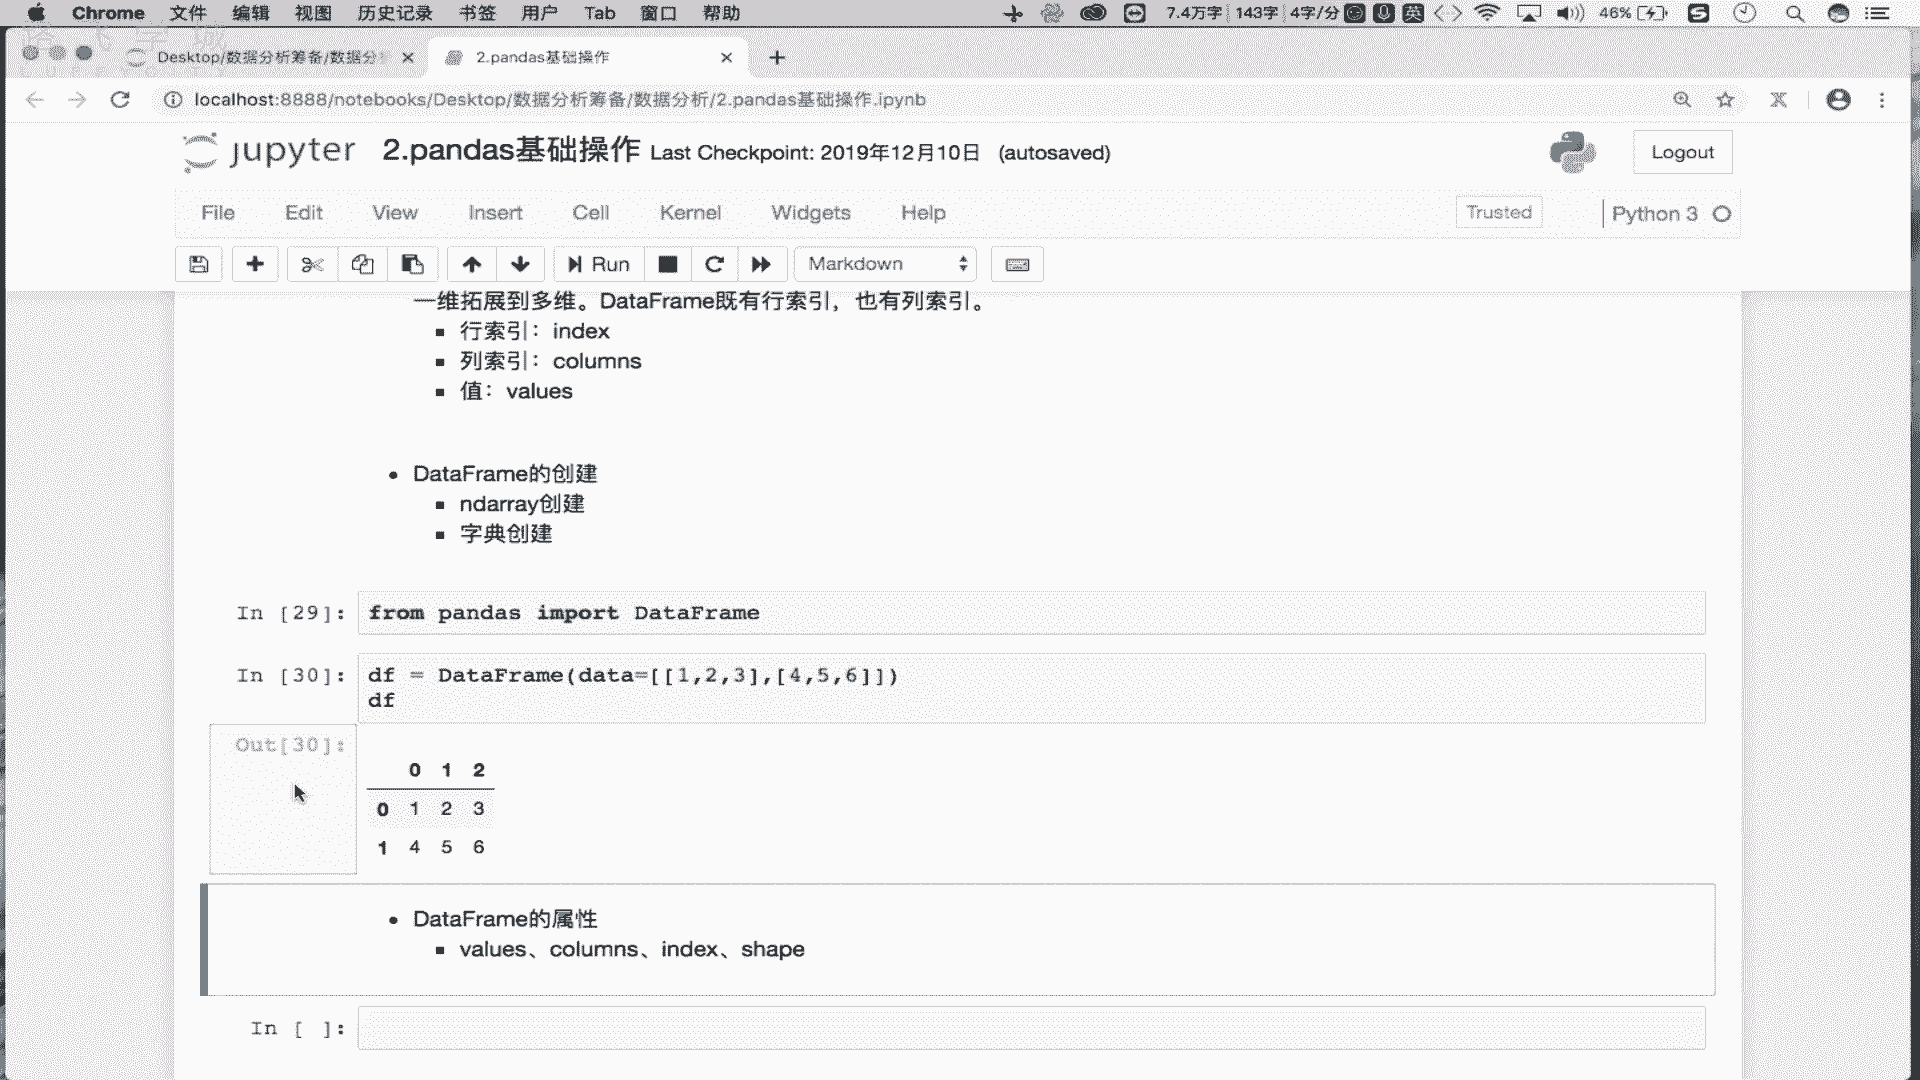 Chrome 文件 编辑 视图 历史记录 书签 用户 Tab 窗口 帮助 7.4万字 143字 4字/分 英 46%
Desktop/数据分析筹备/数据分 2.pandas基础操作
localhost:8888/notebooks/Desktop/数据分析筹备/数据分析/2.pandas基础操作.ipynb
jupyter 2.pandas基础操作 Last Checkpoint: 2019年12月10日 (autosaved) Logout
File Edit View Insert Cell Kernel Widgets Help Trusted Python 3
Run Markdown
一维拓展到多维。DataFrame既有行索引，也有列索引。
行索引：index
列索引：columns
值：values
DataFrame的创建
ndarray创建
字典创建
In [29]: from pandas import DataFrame
In [30]: df = DataFrame(data=[[1,2,3],[4,5,6]])
df
Out[30]:
0 1 2
0 1 2 3
1 4 5 6
DataFrame的属性
values、columns、index、shape
In [ ]: